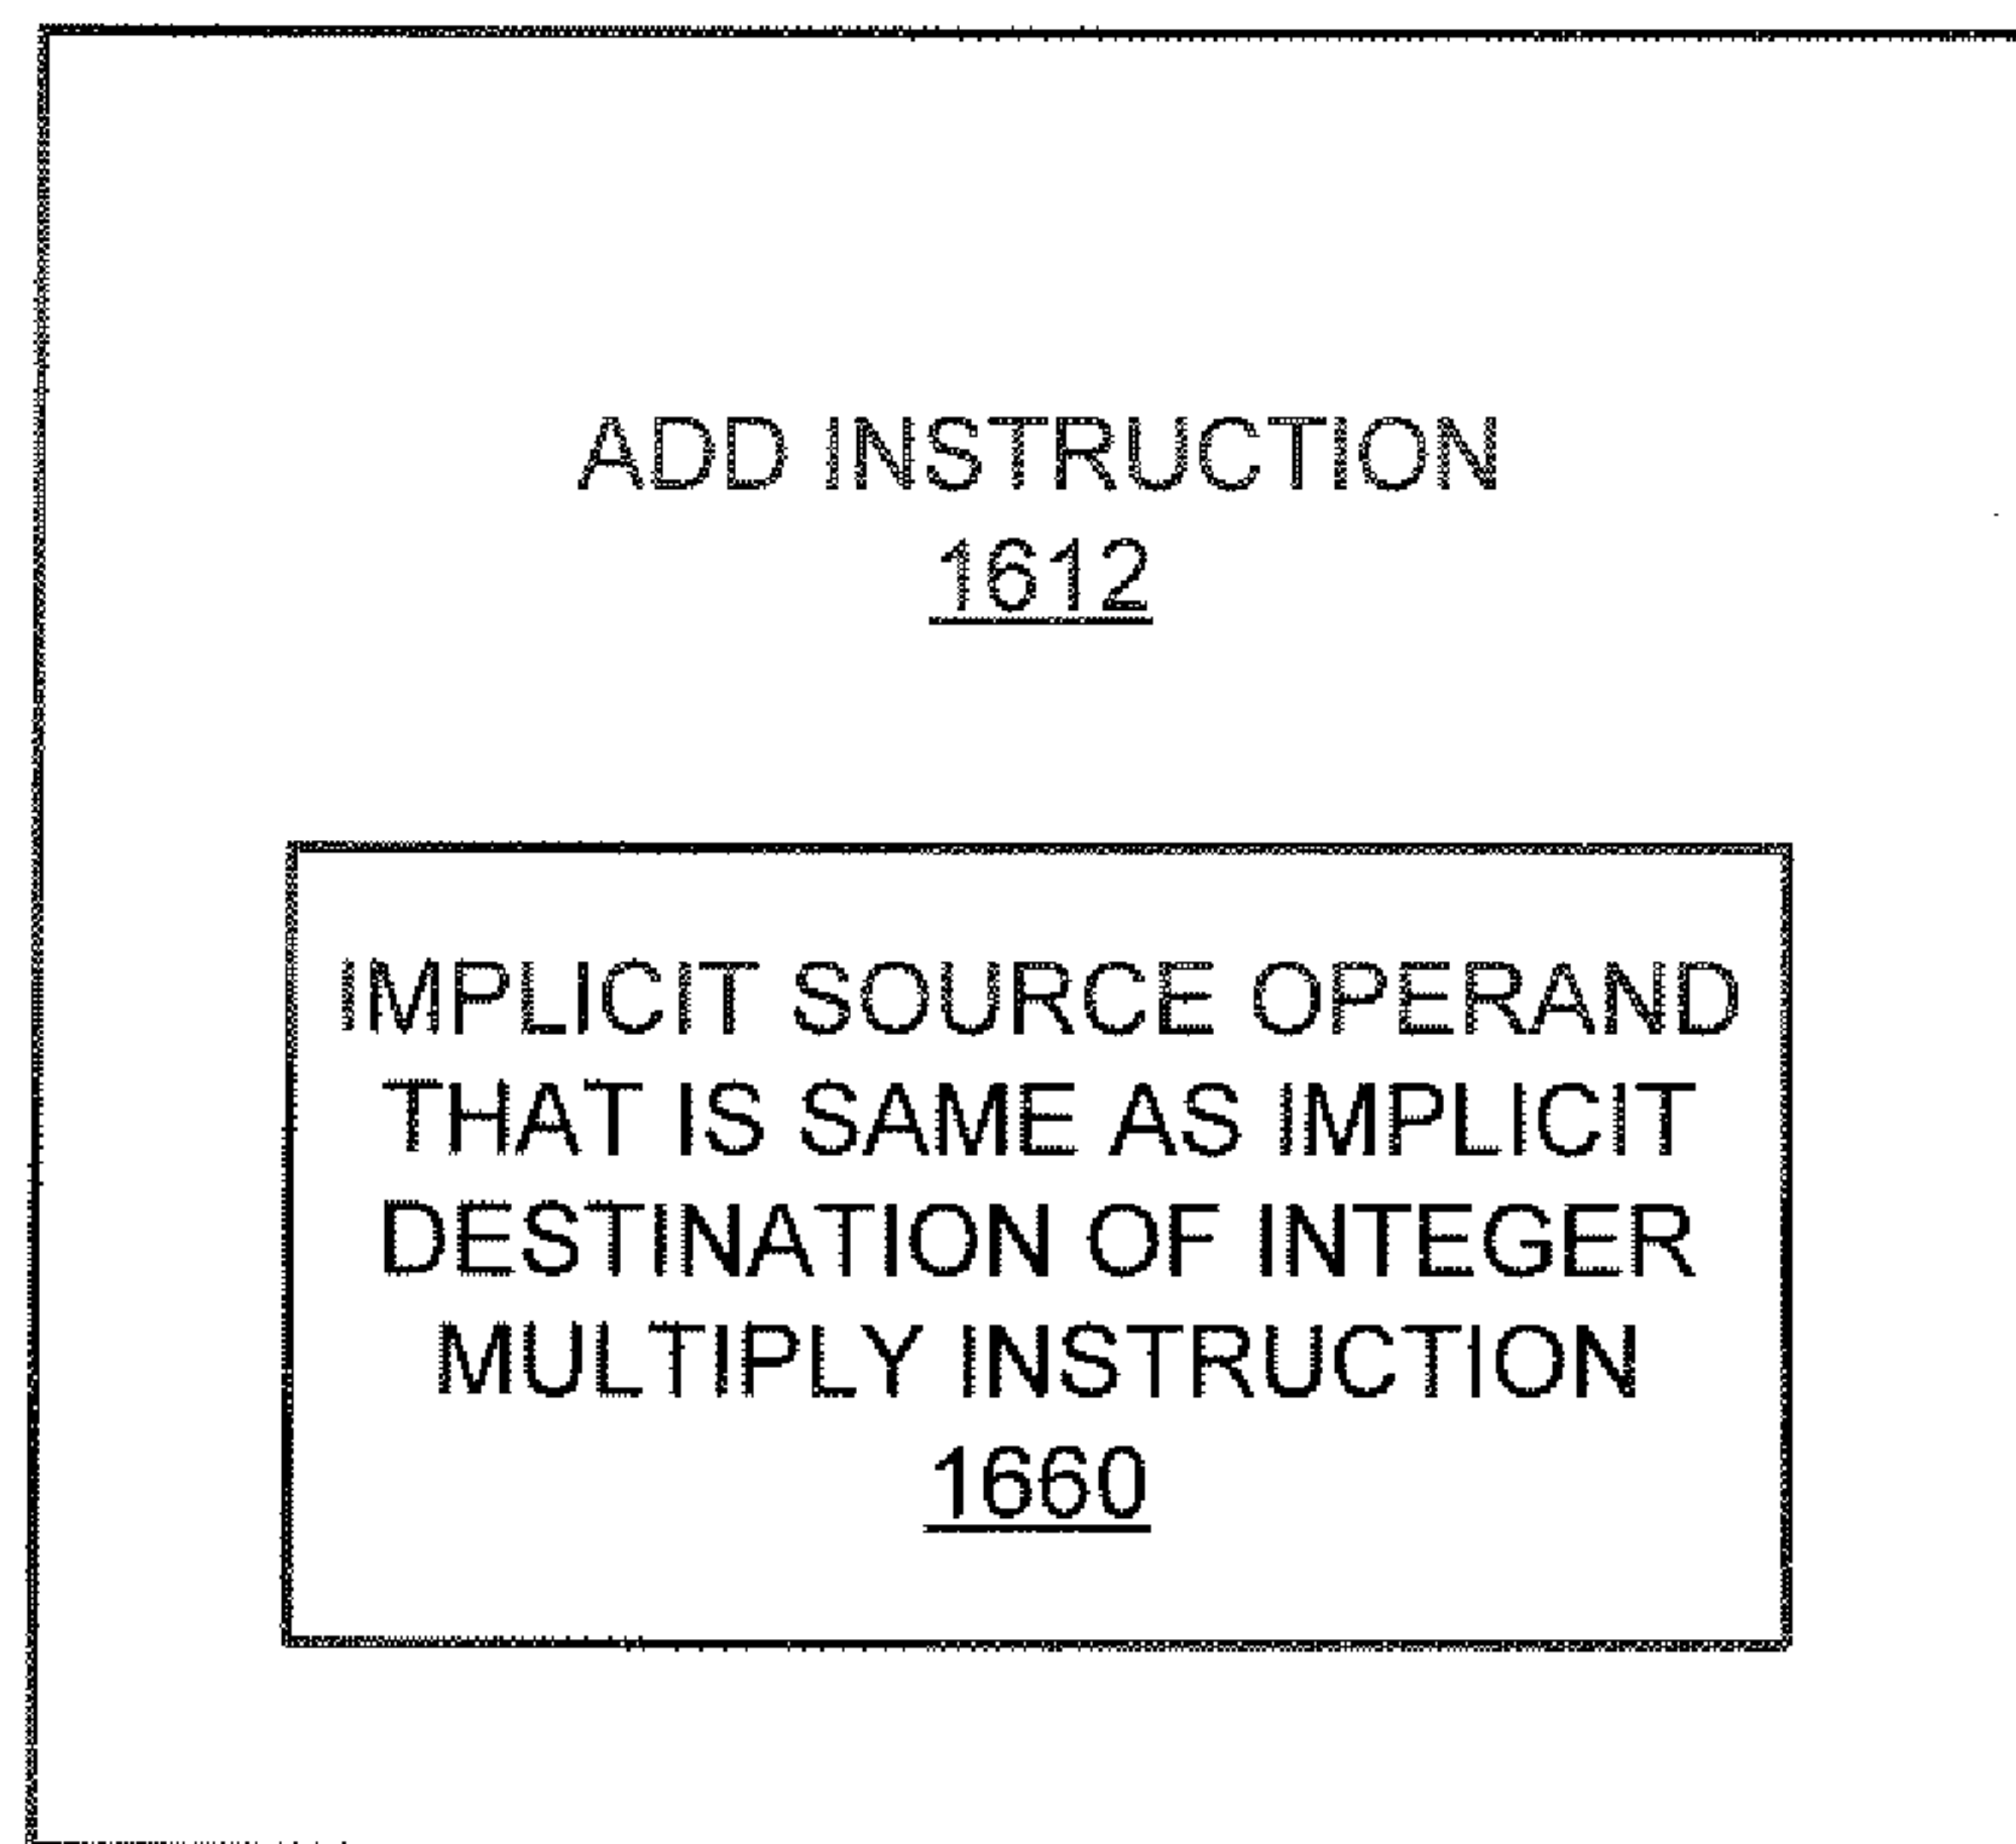 ADD INSTRUCTION
1612
IMPLICIT SOURCE OPERAND
THAT IS SAME AS IMPLICIT
DESTINATION OF INTEGER
MULTIPLY INSTRUCTION
1660